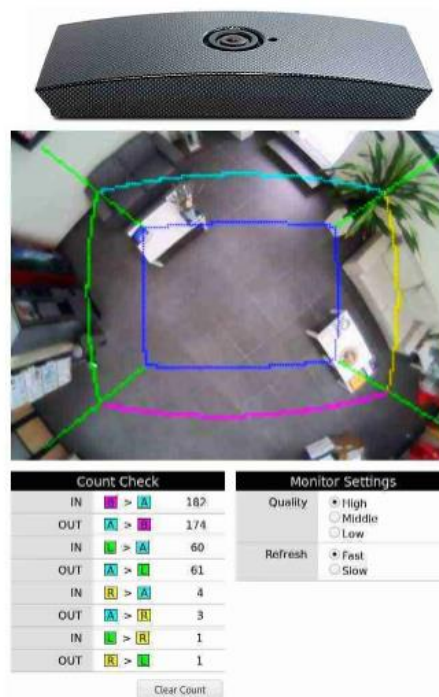 Count Check
IN B > A 182
OUT A > B 174
IN L > A 60
OUT A > L 61
IN R > A 4
OUT A > R 3
IN L > R 1
OUT R > L 1
Clear Count
Monitor Settings
Quality High
Middle
Low
Refresh Fast
Slow